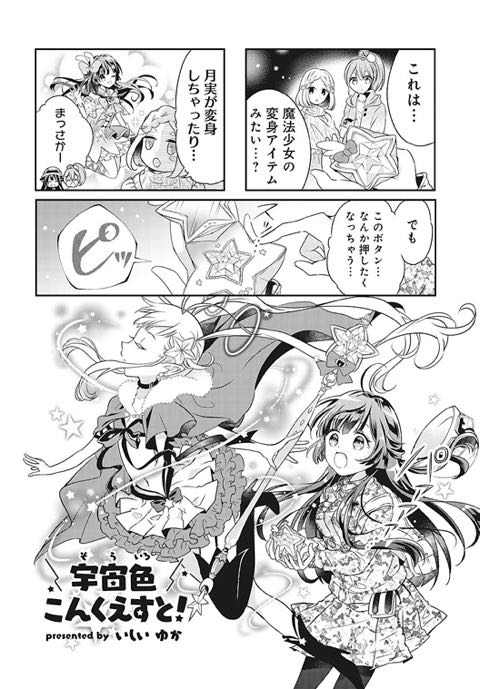 これは…
魔法少女の
変身アイテム
みたい…?
月実が変身
しちゃったり…
まっさかー
でも
このボタン…
なんか押したく
なっちゃう…
ピッ
そらいろ
宇宙色
こんくえすと!
presented by いしい ゆか